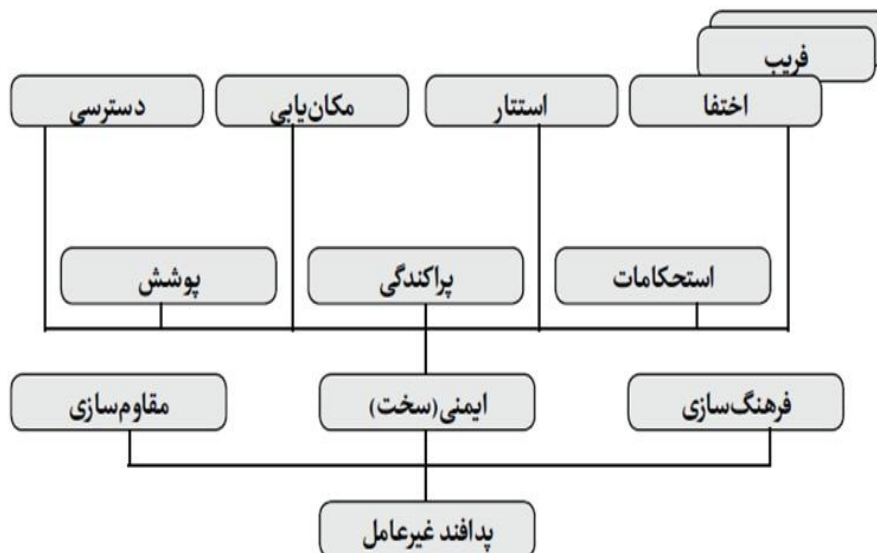 فریب
اختفا
استتار
مکان‌یابی
دسترسی
استحکامات
پراکندگی
پوشش
فرهنگ‌سازی
ایمنی(سخت)
مقاوم‌سازی
پدافند غیرعامل